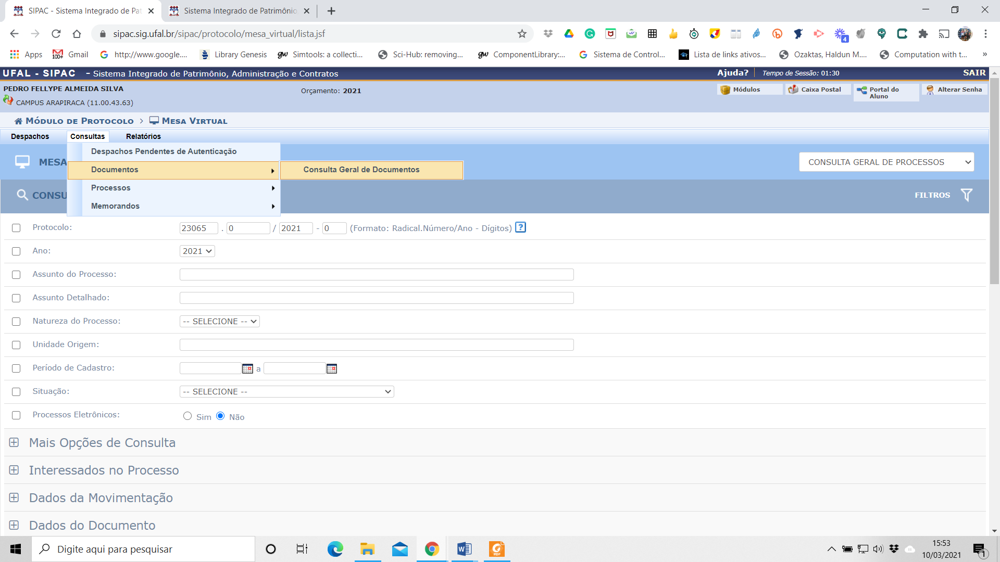 SIPAC - Sistema Integrado de Pat
Sistema Integrado de Patrimônio,
sipac.sig.ufal.br/sipac/protocolo/mesa_virtual/lista.jsf
4
Apps
100+
Gmail
http://www.google....
Library Genesis
gw
Simtools: a collecti...
Sci-Hub: removing...
gw
ComponentLibrary:...
Sistema de Control...
Lista de links ativos...
Ozaktas, Haldun M....
Computation with t...
»
UFAL - SIPAC - Sistema Integrado de Patrimônio, Administração e Contratos
Ajuda?
Tempo de Sessão: 01:30
SAIR
PEDRO FELLYPE ALMEIDA SILVA
CAMPUS ARAPIRACA (11.00.43.63)
Orçamento: 2021
Módulos
Caixa Postal
Portal do
Aluno
Alterar Senha
MÓDULO DE PROTOCOLO > MESA VIRTUAL
Despachos
Consultas
Relatórios
Despachos Pendentes de Autenticação
Documentos
Consulta Geral de Documentos
Processos
Memorandos
MESA
CONSULTA GERAL DE PROCESSOS
CONSU
FILTROS
Protocolo: 23065 . 0 / 2021 - 0 (Formato: Radical.Número/Ano - Dígitos) ?
Ano: 2021
Assunto do Processo:
Assunto Detalhado:
Natureza do Processo: -- SELECIONE --
Unidade Origem:
Período de Cadastro: a
Situação: -- SELECIONE --
Processos Eletrônicos: Sim Não
Mais Opções de Consulta
Interessados no Processo
Dados da Movimentação
Dados do Documento
Digite aqui para pesquisar
PDF
15:53
10/03/2021
1